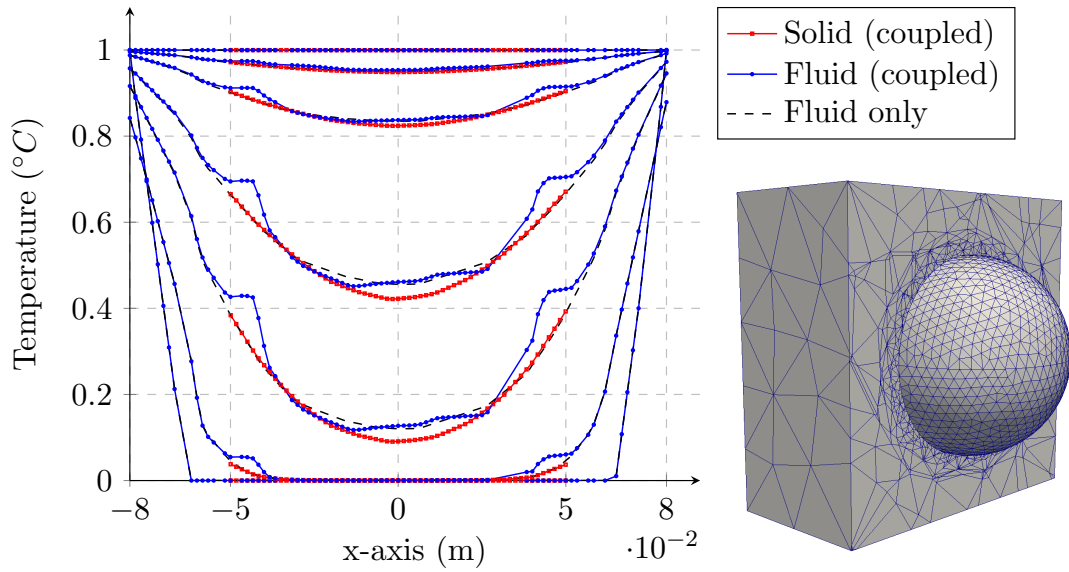 Temperature (°C)
1
0.8
0.6
0.4
0.2
0
−8
−5
0
5
8
·10⁻²
x-axis (m)
Solid (coupled)
Fluid (coupled)
Fluid only